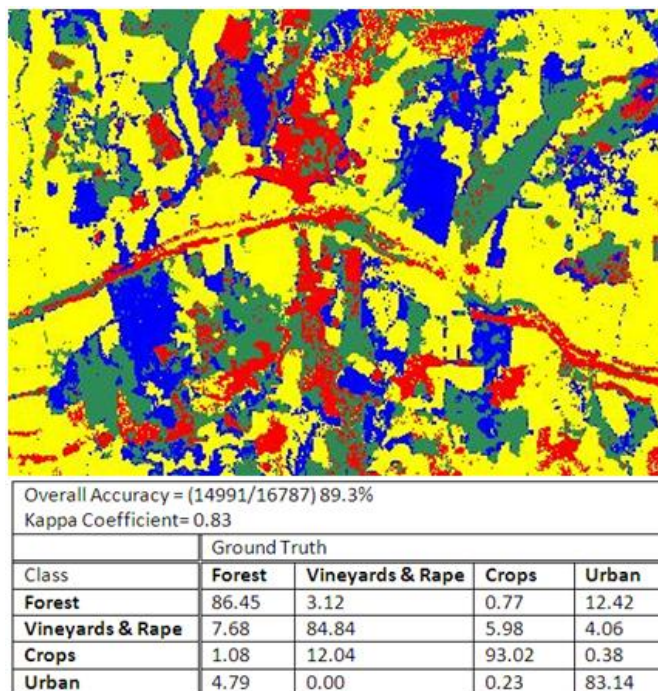 Overall Accuracy = (14991/16787) 89.3%
Kappa Coefficient= 0.83
Ground Truth
Class Forest Vineyards & Rape Crops Urban
Forest 86.45 3.12 0.77 12.42
Vineyards & Rape 7.68 84.84 5.98 4.06
Crops 1.08 12.04 93.02 0.38
Urban 4.79 0.00 0.23 83.14